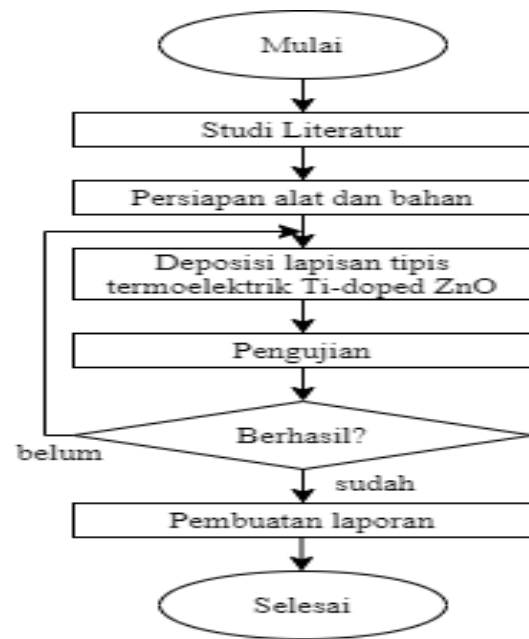 Mulai
Studi Literatur
Persiapan alat dan bahan
Deposisi lapisan tipis
termoelektrik Ti-doped ZnO
Pengujian
Berhasil?
belum
sudah
Pembuatan laporan
Selesai